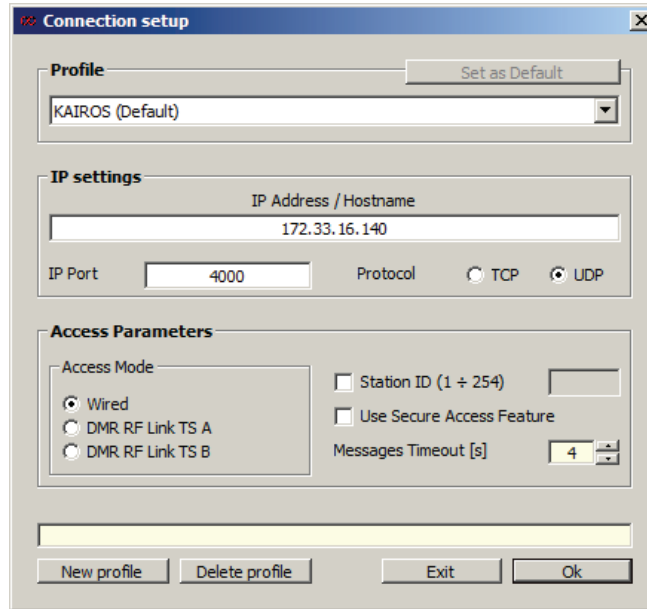 Connection setup
Profile
Set as Default
KAIROS (Default)
IP settings
IP Address / Hostname
172.33.16.140
IP Port 4000 Protocol TCP UDP
Access Parameters
Access Mode
Wired
DMR RF Link TS A
DMR RF Link TS B
Station ID (1 ÷ 254)
Use Secure Access Feature
Messages Timeout [s] 4
New profile Delete profile Exit Ok